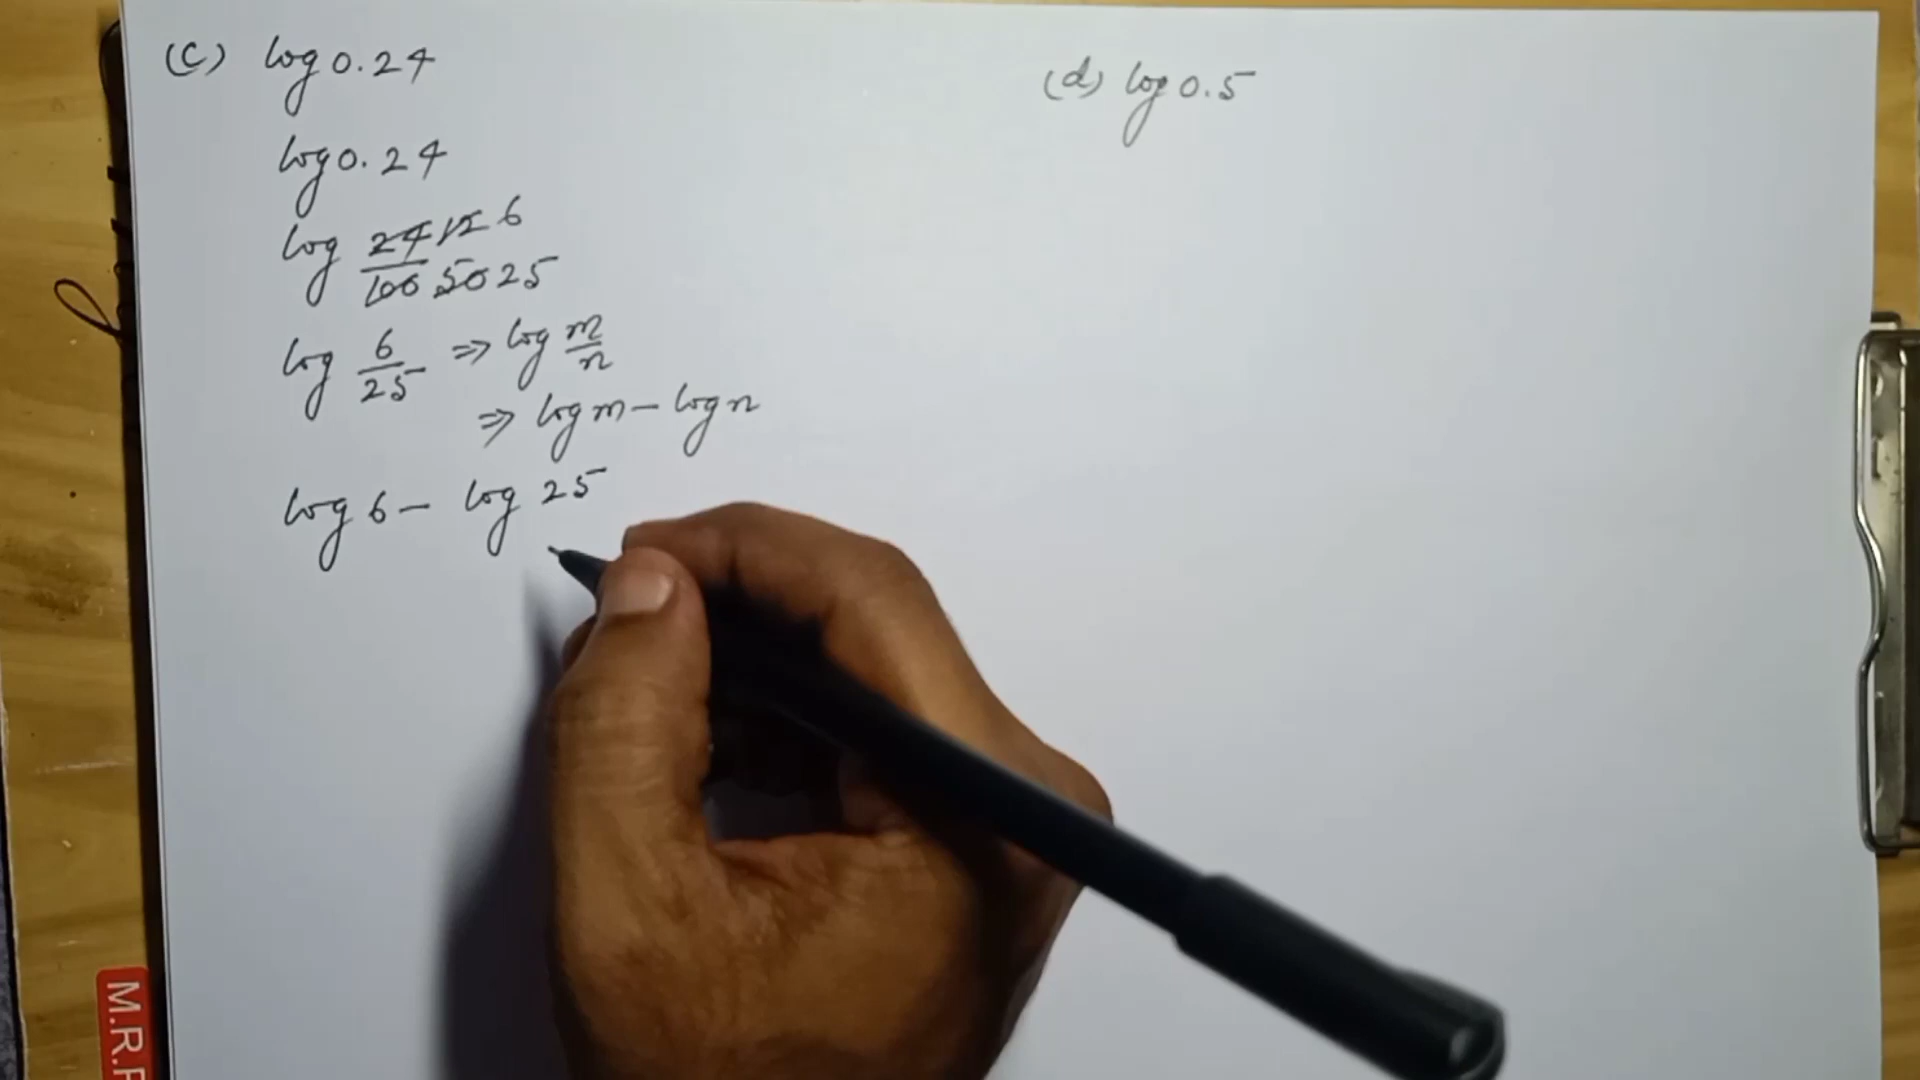 (c) log 0.24
log 0.24
log 24/100 12/50 6/25
log 6/25 ⇒ log m/n
⇒ log m − log n
log 6 − log 25
(d) log 0.5